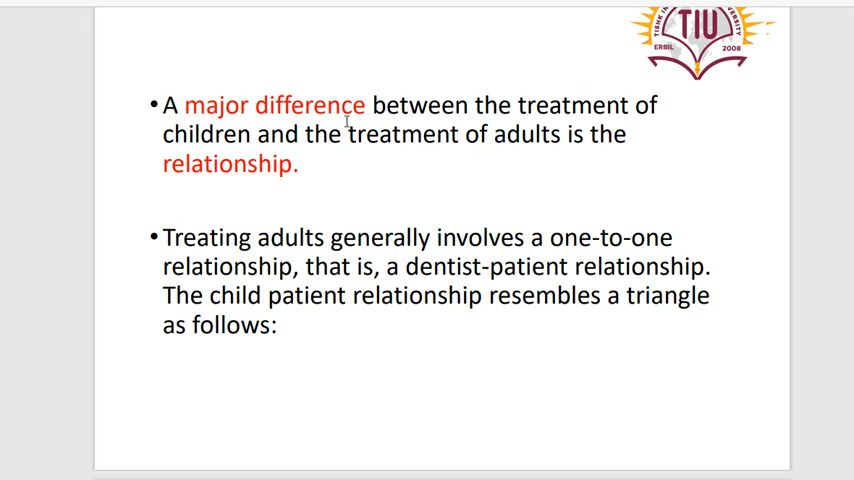 TIU
ERBIL 2008
• A major difference between the treatment of
children and the treatment of adults is the
relationship.
• Treating adults generally involves a one-to-one
relationship, that is, a dentist-patient relationship.
The child patient relationship resembles a triangle
as follows: